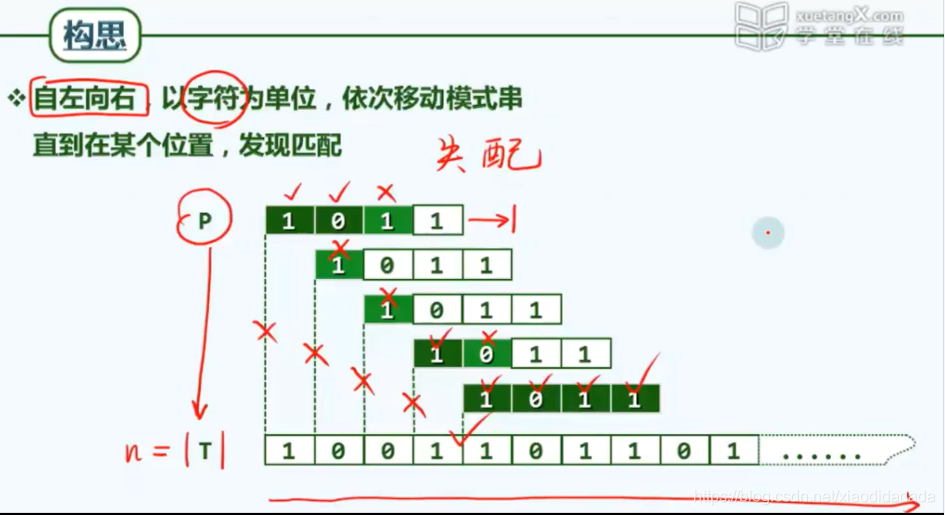 构思
xuetangX.com
学堂在线
❖ 自左向右，以字符为单位，依次移动模式串
直到在某个位置，发现匹配
失配
P 1 0 1 1
1 0 1 1
1 0 1 1
1 0 1 1
1 0 1 1
n = |T| 1 0 0 1 1 0 1 1 0 1 ......
https://blog.csdn.net/xiaodidadada